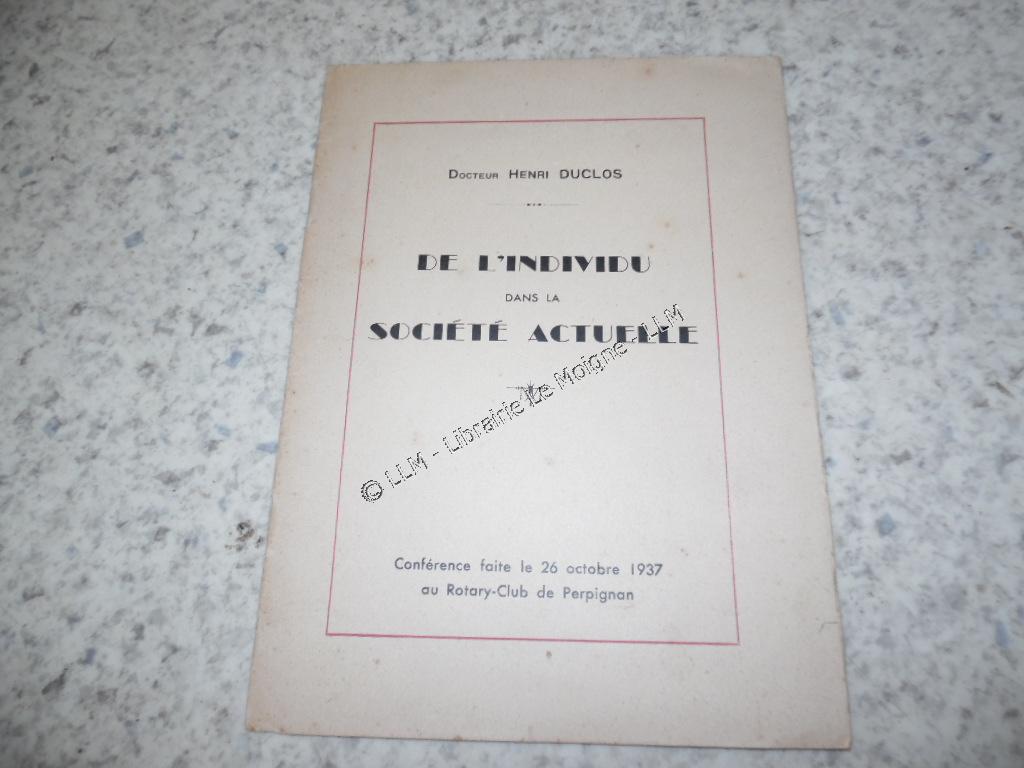 DOCTEUR HENRI DUCLOS
DE L'INDIVIDU
DANS LA
SOCIÉTÉ ACTUELLE
© LLM - Librairie Le Moigne - LLM
Conférence faite le 26 octobre 1937
au Rotary-Club de Perpignan